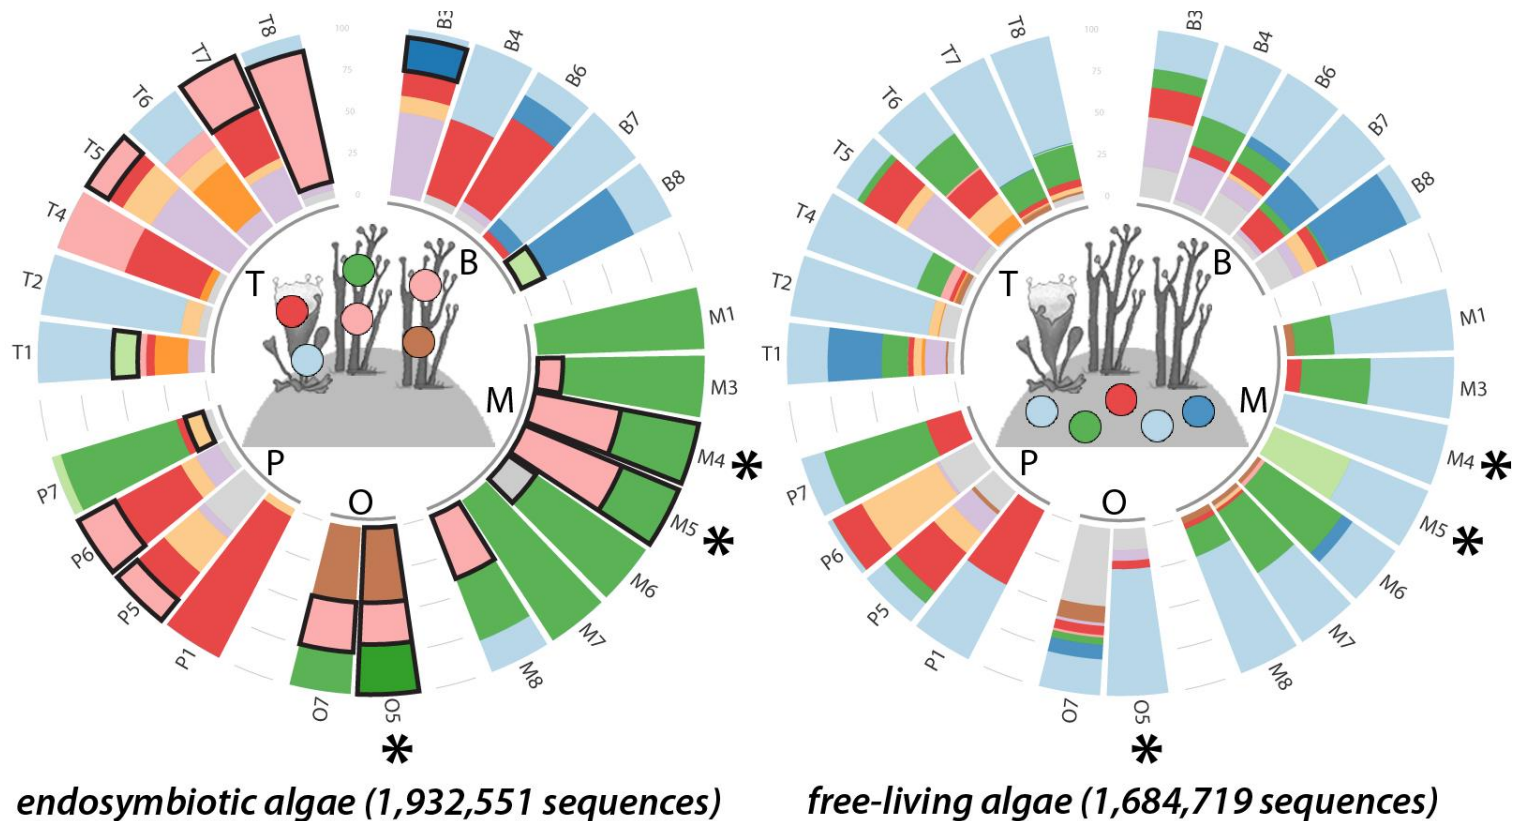 T8
T7
T6
T5
T4
T2
T1
P7
P6
P5
P1
O7
O5
*
M8
M7
M6
M5
*
M4
*
M3
M1
B8
B7
B6
B4
B3
100
75
50
25
0
T
B
M
O
P
endosymbiotic algae (1,932,551 sequences)
T8
T7
T6
T5
T4
T2
T1
P7
P6
P5
P1
O7
O5
*
M8
M7
M6
M5
*
M4
*
M3
M1
B8
B7
B6
B4
B3
100
75
50
25
0
T
B
M
O
P
free-living algae (1,684,719 sequences)